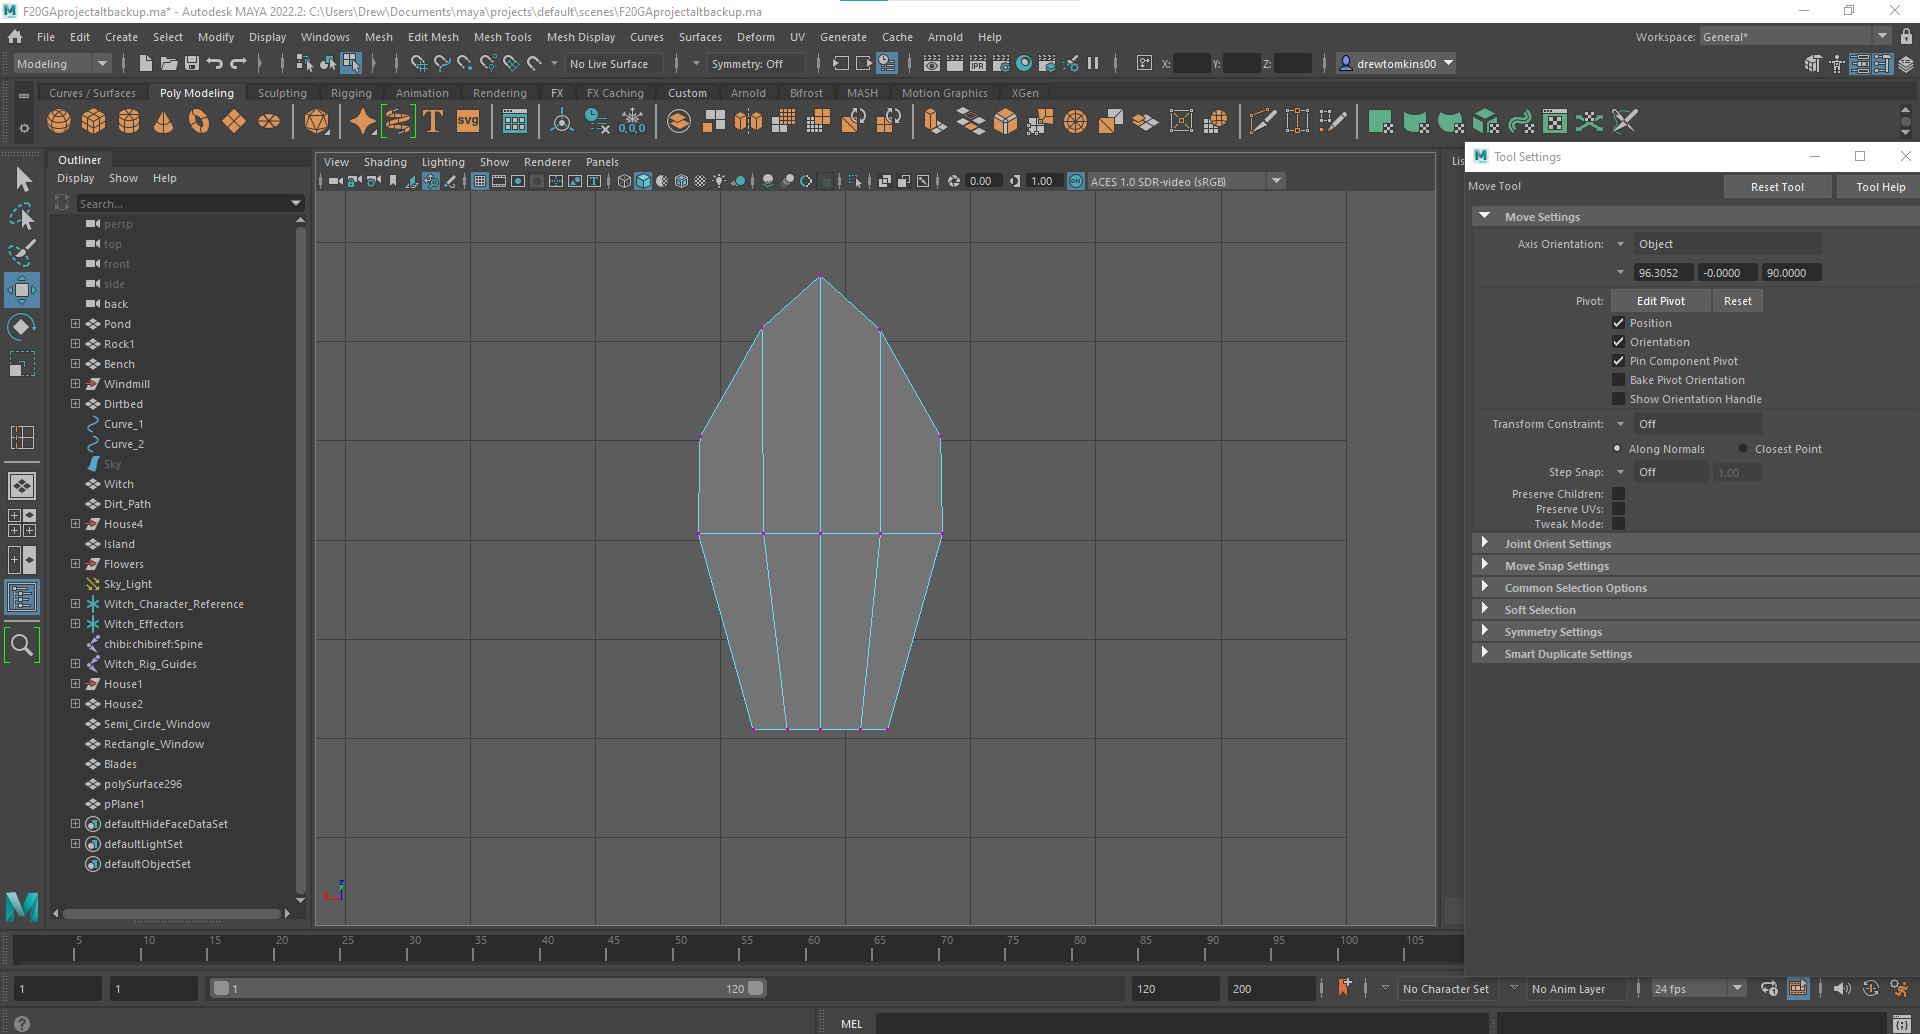 F20GAprojectaltbackup.ma* - Autodesk MAYA 2022.2: C:\Users\Drew\Documents\maya\projects\default\scenes\F20GAprojectaltbackup.ma
File Edit Create Select Modify Display Windows Mesh Edit Mesh Mesh Tools Mesh Display Curves Surfaces Deform UV Generate Cache Arnold Help
Workspace: General*
Modeling
No Live Surface
Symmetry: Off
X: Y: Z:
drewtomkins00
Curves / Surfaces Poly Modeling Sculpting Rigging Animation Rendering FX FX Caching Custom Arnold Bifrost MASH Motion Graphics XGen
svg
0,0,0
IPR
Outliner
Display Show Help
Search...
persp
top
front
side
back
Pond
Rock1
Bench
Windmill
Dirtbed
Curve_1
Curve_2
Sky
Witch
Dirt_Path
House4
Island
Flowers
Sky_Light
Witch_Character_Reference
Witch_Effectors
chibi:chibiref:Spine
Witch_Rig_Guides
House1
House2
Semi_Circle_Window
Rectangle_Window
Blades
polySurface296
pPlane1
defaultHideFaceDataSet
defaultLightSet
defaultObjectSet
View Shading Lighting Show Renderer Panels
0.00 1.00 ON ACES 1.0 SDR-video (sRGB)
z
x
Lis
Tool Settings
Move Tool Reset Tool Tool Help
Move Settings
Axis Orientation: Object
96.3052 -0.0000 90.0000
Pivot: Edit Pivot Reset
Position
Orientation
Pin Component Pivot
Bake Pivot Orientation
Show Orientation Handle
Transform Constraint: Off
Along Normals Closest Point
Step Snap: Off 1.00
Preserve Children:
Preserve UVs:
Tweak Mode:
Joint Orient Settings
Move Snap Settings
Common Selection Options
Soft Selection
Symmetry Settings
Smart Duplicate Settings
5 10 15 20 25 30 35 40 45 50 55 60 65 70 75 80 85 90 95 100 105
1 1 1 120 120 200 No Character Set No Anim Layer 24 fps
MEL